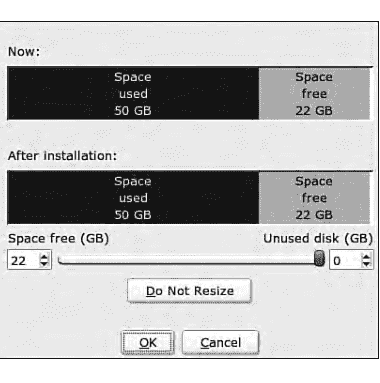 Now:
Space used 50 GB
Space free 22 GB
After installation:
Space used 50 GB
Space free 22 GB
Space free (GB)
Unused disk (GB)
22
0
Do Not Resize
OK
Cancel